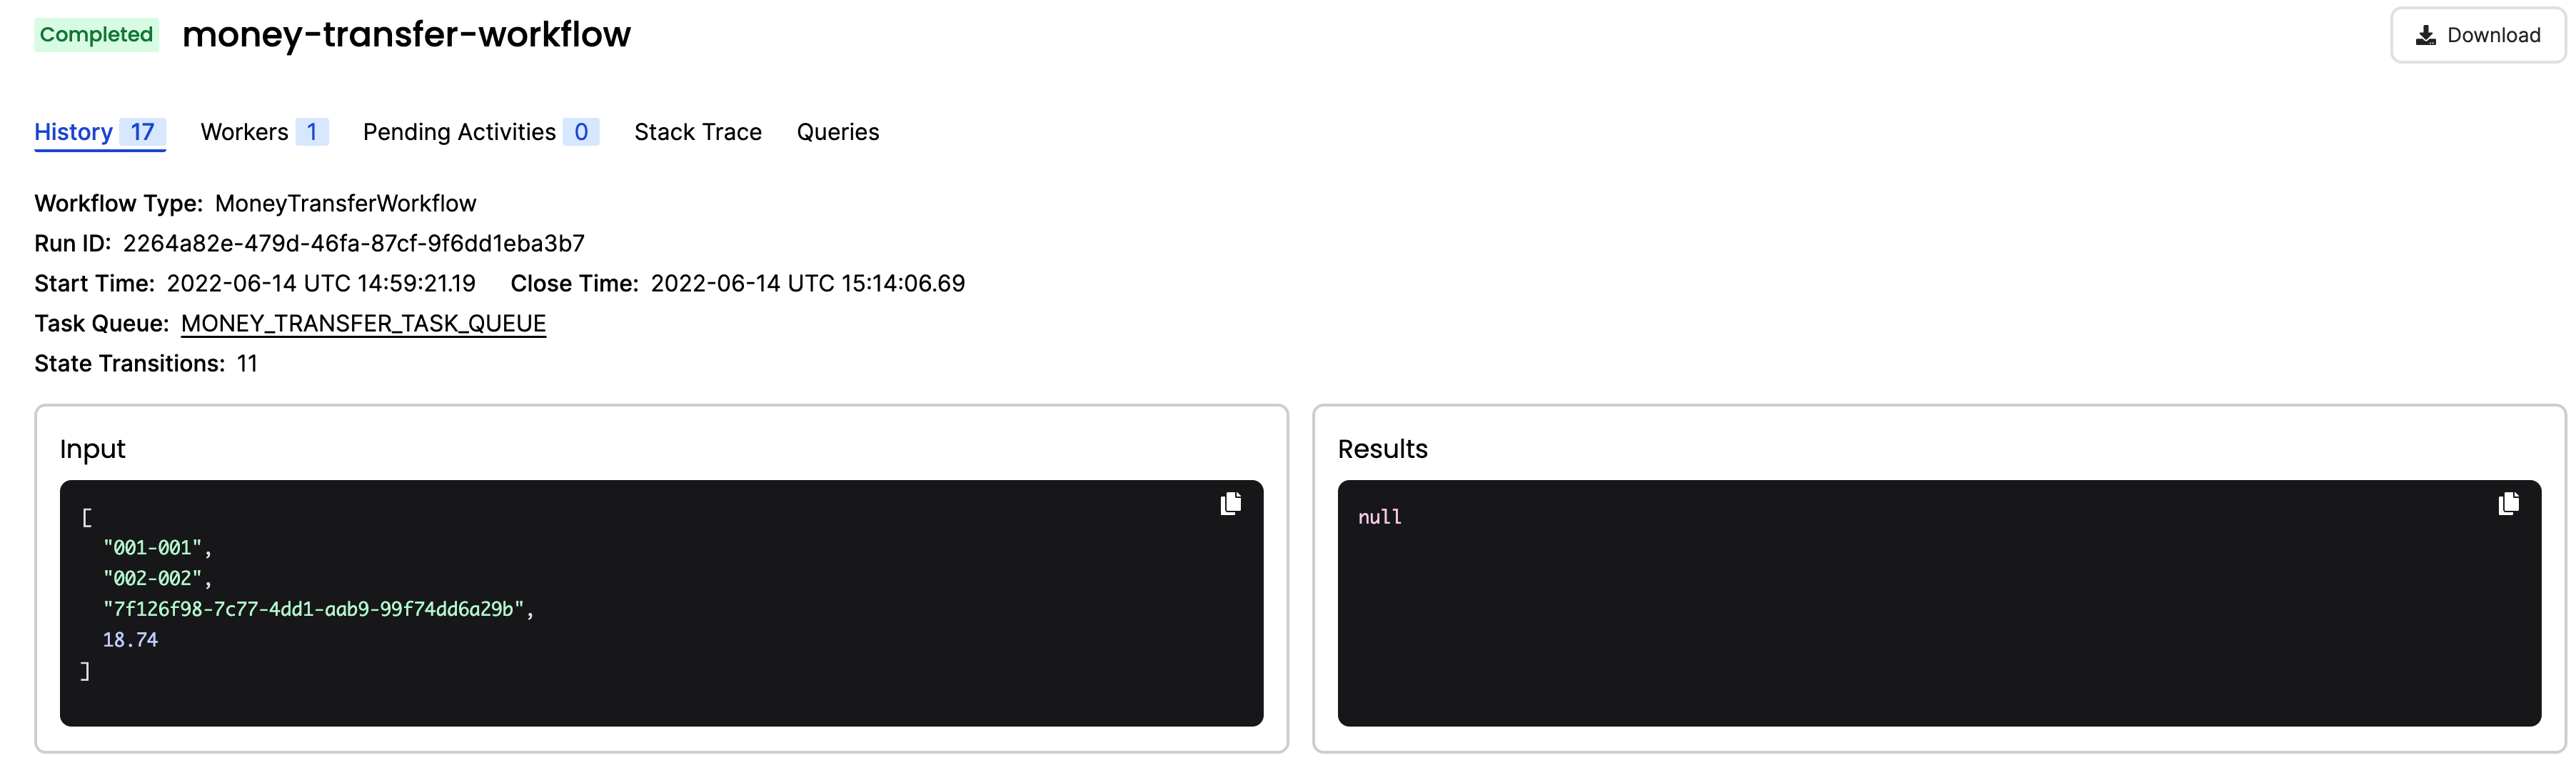 Completed money-transfer-workflow Download
History 17 Workers 1 Pending Activities 0 Stack Trace Queries
Workflow Type: MoneyTransferWorkflow
Run ID: 2264a82e-479d-46fa-87cf-9f6dd1eba3b7
Start Time: 2022-06-14 UTC 14:59:21.19 Close Time: 2022-06-14 UTC 15:14:06.69
Task Queue: MONEY_TRANSFER_TASK_QUEUE
State Transitions: 11
Input
[
"001-001",
"002-002",
"7f126f98-7c77-4dd1-aab9-99f74dd6a29b",
18.74
]
Results
null